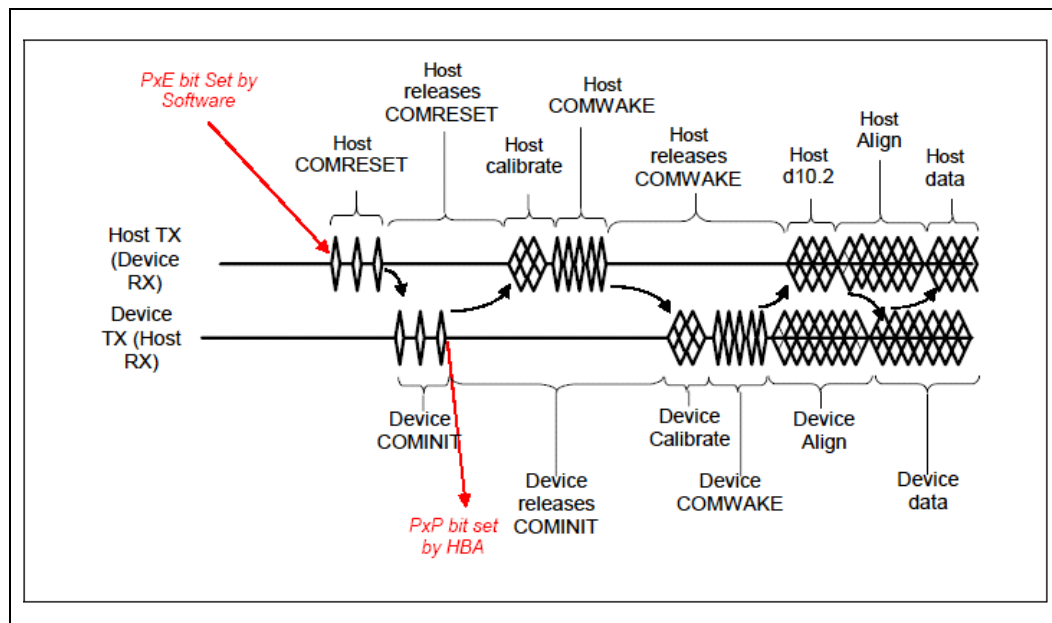 PxE bit Set by
Software
Host
releases
COMRESET
Host
COMWAKE
Host
COMRESET
Host
calibrate
Host
releases
COMWAKE
Host
d10.2
Host
Align
Host
data
Host TX
(Device
RX)
Device
TX (Host
RX)
Device
COMINIT
Device
releases
COMINIT
Device
Calibrate
Device
COMWAKE
Device
Align
Device
data
PxP bit set
by HBA